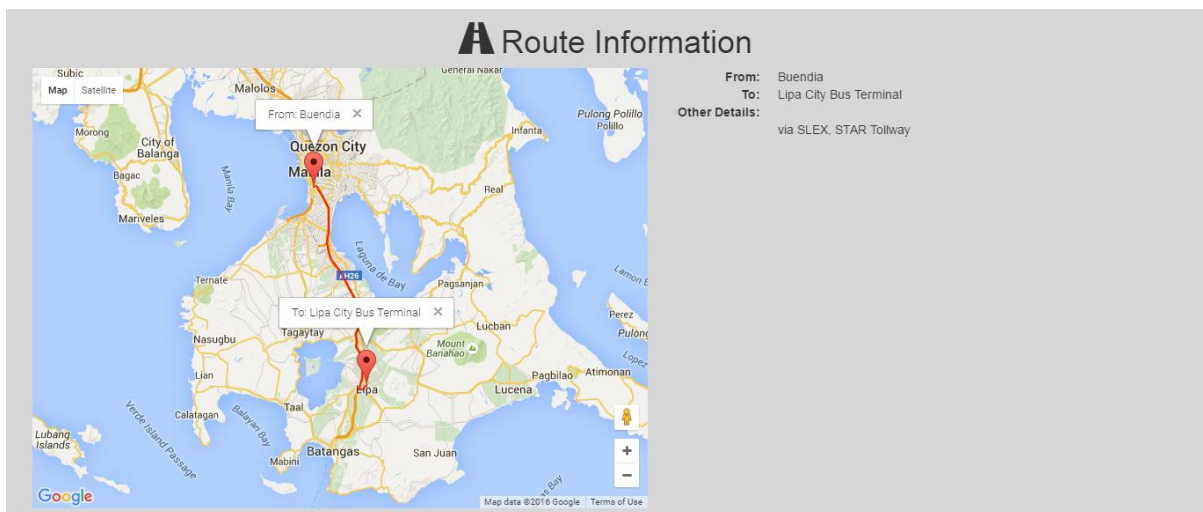 Route Information
From: Buendia
To: Lipa City Bus Terminal
Other Details:
via SLEX, STAR Tollway
Map Satellite
Subic
Malolos
General Nakar
From: Buendia ×
Morong
City of
Balanga
Pulong Polillo
Polillo
Infanta
Quezon City
Manila
Bagac
Manila Bay
Real
Mariveles
Laguna de Bay
Lamon B
Ternate
AH26
Pagsanjan
To: Lipa City Bus Terminal ×
Perez
Pulong
Lucban
Tagaytay
Nasugbu
Mount
Banahao
Lopez
Lian
Pagbilao
Atimonan
Lipa
Lucena
Taal
Calatagan
Balayan Bay
Verde Island Passage
Lubang
Islands
Batangas
San Juan
Mabini
+
−
Google
as Bay
Map data ©2016 Google
Terms of Use